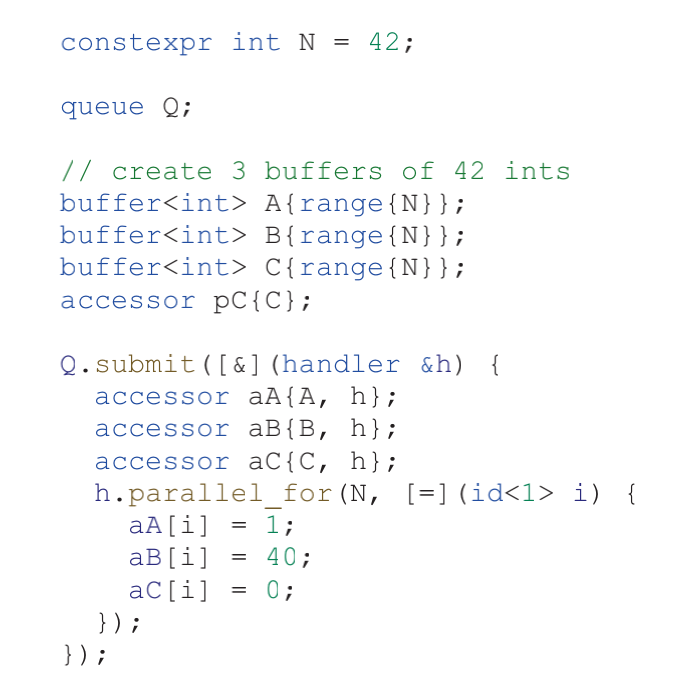 constexpr int N = 42;

queue Q;

// create 3 buffers of 42 ints
buffer<int> A{range{N}};
buffer<int> B{range{N}};
buffer<int> C{range{N}};
accessor pC{C};

Q.submit([&](handler &h) {
  accessor aA{A, h};
  accessor aB{B, h};
  accessor aC{C, h};
  h.parallel_for(N, [=](id<1> i) {
    aA[i] = 1;
    aB[i] = 40;
    aC[i] = 0;
  });
});